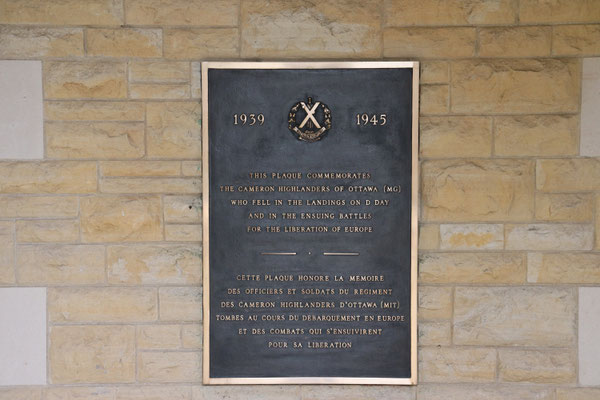 1939 1945
THIS PLAQUE COMMEMORATES
THE CAMERON HIGHLANDERS OF OTTAWA (MG)
WHO FELL IN THE LANDINGS ON D DAY
AND IN THE ENSUING BATTLES
FOR THE LIBERATION OF EUROPE
CETTE PLAQUE HONORE LA MEMOIRE
DES OFFICIERS ET SOLDATS DU REGIMENT
DES CAMERON HIGHLANDERS D'OTTAWA (MIT)
TOMBES AU COURS DU DEBARQUEMENT EN EUROPE
ET DES COMBATS QUI S'ENSUIVIRENT
POUR SA LIBERATION